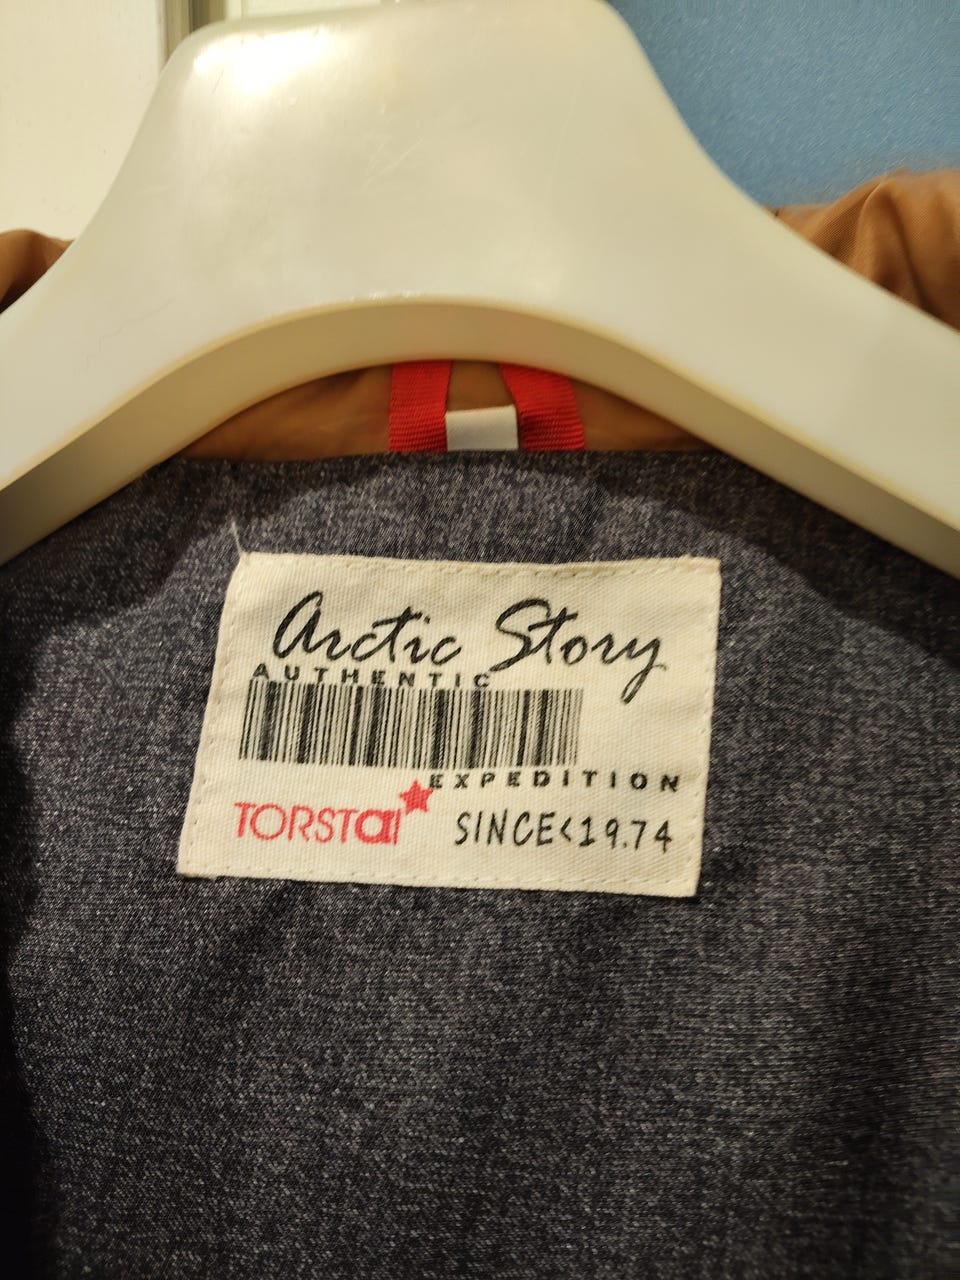 Arctic Story
AUTHENTIC
EXPEDITION
TORSTAI
SINCE<19.74